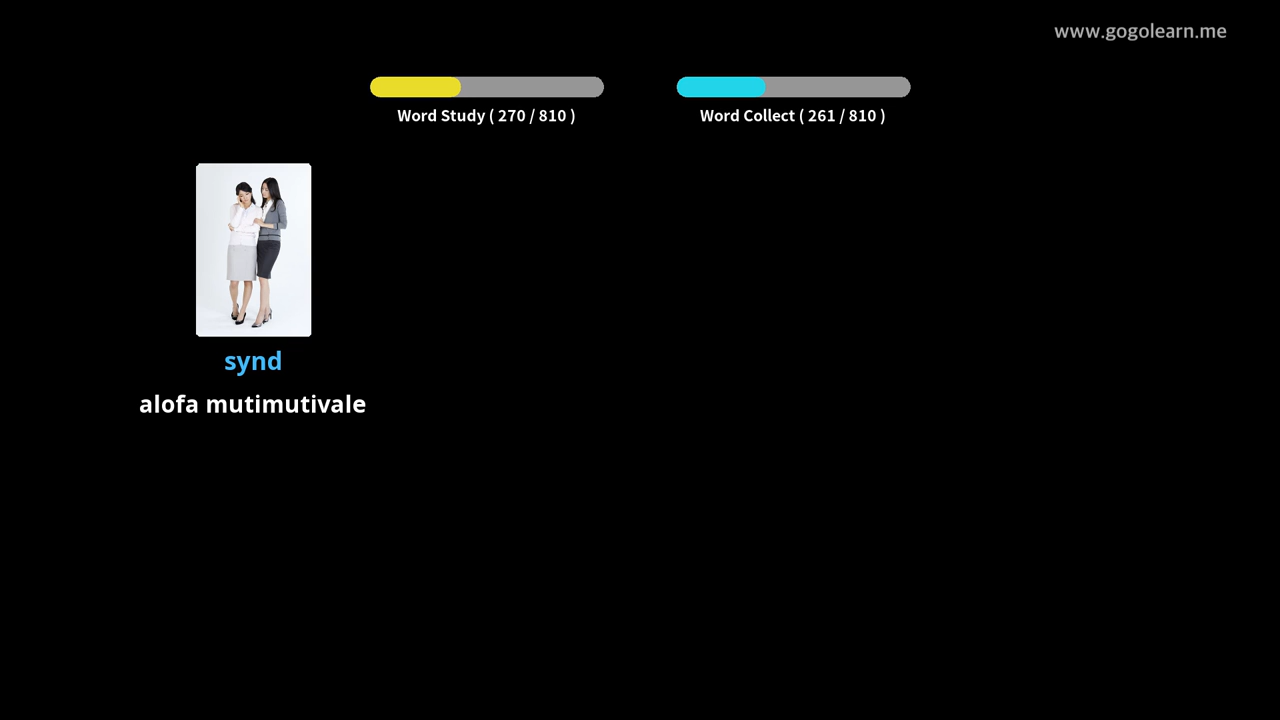 www.gogolearn.me
Word Study ( 270 / 810 )
Word Collect ( 261 / 810 )
synd
alofa mutimutivale